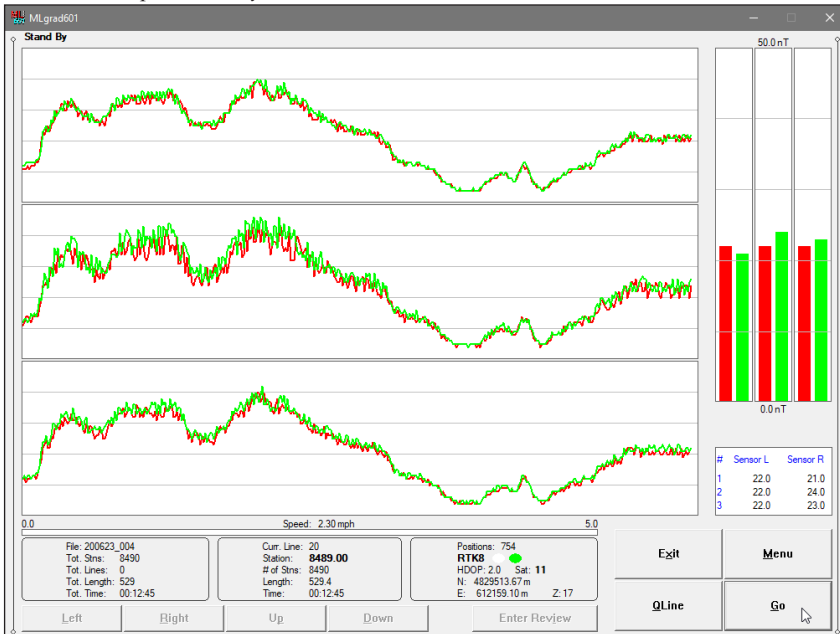 MLgrad601
Stand By
50.0 nT
0.0 nT
# Sensor L Sensor R
1 22.0 21.0
2 22.0 24.0
3 22.0 23.0
0.0 Speed: 2.30 mph 5.0
File: 200623_004
Tot. Stns: 8490
Tot. Lines: 0
Tot. Length: 529
Tot. Time: 00:12:45
Curr. Line: 20
Station: 8489.00
# of Stns: 8490
Length: 529.4
Time: 00:12:45
Positions: 754
RTK8
HDOP: 2.0 Sat: 11
N: 4829513.67 m
E: 612159.10 m Z: 17
Exit
Menu
QLine
Go
Left
Right
Up
Down
Enter Review